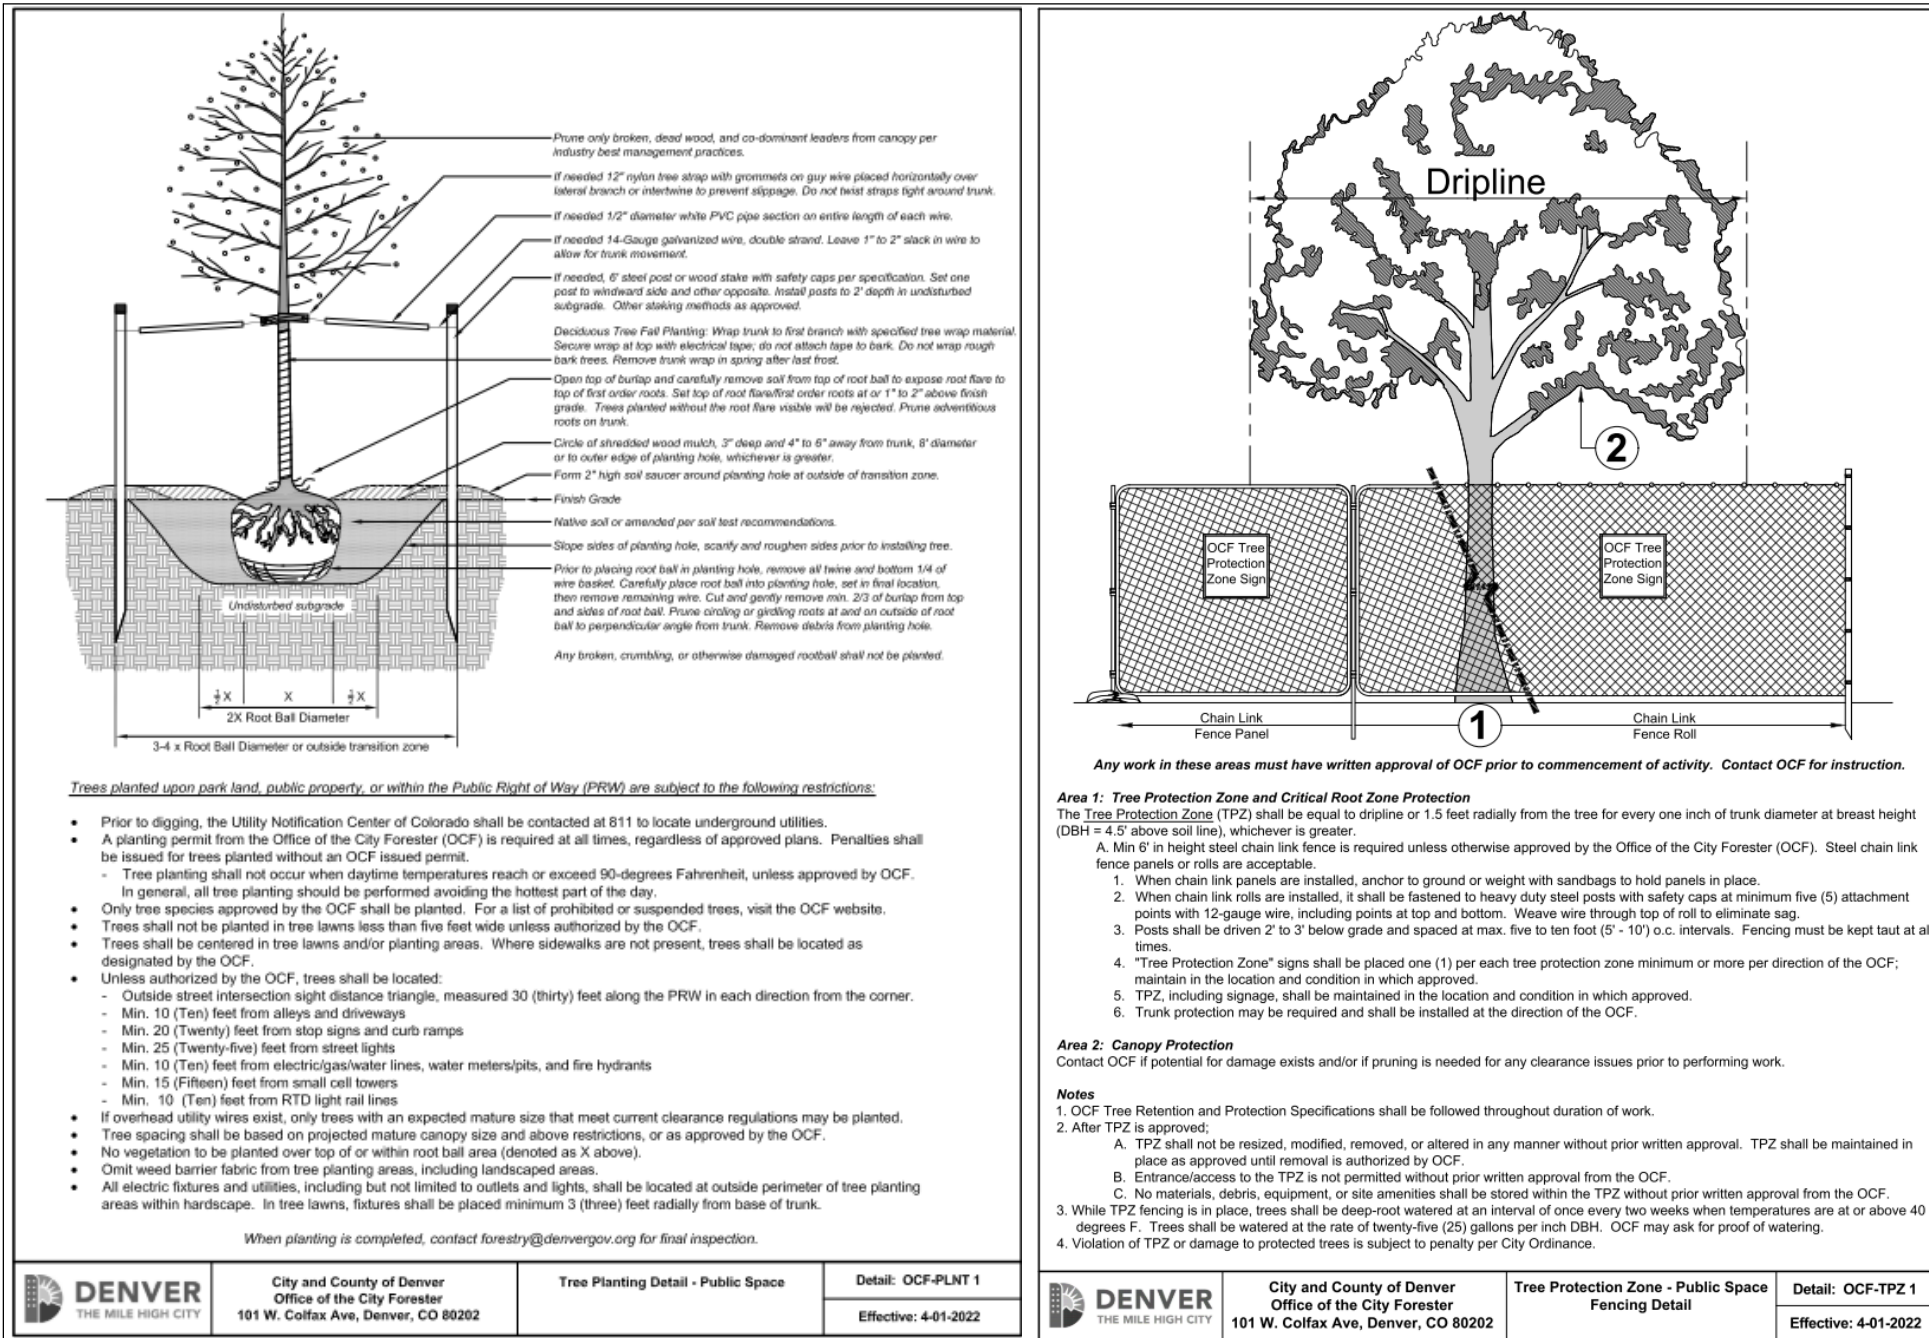 Prune only broken, dead wood, and co-dominant leaders from canopy per
industry best management practices.
If needed 12" nylon tree strap with grommets on guy wire placed horizontally over
lateral branch or intertwine to prevent slippage. Do not twist straps tight around trunk.
If needed 1/2" diameter white PVC pipe section on entire length of each wire.
If needed 14-Gauge galvanized wire, double strand. Leave 1" to 2" slack in wire to
allow for trunk movement.
If needed, 6' steel post or wood stake with safety caps per specification. Set one
post to windward side and other opposite. Install posts to 2' depth in undisturbed
subgrade. Other staking methods as approved.
Deciduous Tree Fall Planting: Wrap trunk to first branch with specified tree wrap material.
Secure wrap at top with electrical tape; do not attach tape to bark. Do not wrap rough
bark trees. Remove trunk wrap in spring after last frost.
Open top of burlap and carefully remove soil from top of root ball to expose root flare to
top of first order roots. Set top of root flare/first order roots at or 1" to 2" above finish
grade. Trees planted without the root flare visible will be rejected. Prune adventitious
roots on trunk.
Circle of shredded wood mulch, 3" deep and 4" to 6" away from trunk, 8' diameter
or to outer edge of planting hole, whichever is greater.
Form 2" high soil saucer around planting hole at outside of transition zone.
Finish Grade
Native soil or amended per soil test recommendations.
Slope sides of planting hole, scarify and roughen sides prior to installing tree.
Prior to placing root ball in planting hole, remove all twine and bottom 1/4 of
wire basket. Carefully place root ball into planting hole, set in final location,
then remove remaining wire. Cut and gently remove min. 2/3 of burlap from top
and sides of root ball. Prune circling or girdling roots at and on outside of root
ball to perpendicular angle from trunk. Remove debris from planting hole.
Any broken, crumbling, or otherwise damaged rootball shall not be planted.
Undisturbed subgrade
½ X X ½ X
2X Root Ball Diameter
3-4 x Root Ball Diameter or outside transition zone
Trees planted upon park land, public property, or within the Public Right of Way (PRW) are subject to the following restrictions:
• Prior to digging, the Utility Notification Center of Colorado shall be contacted at 811 to locate underground utilities.
• A planting permit from the Office of the City Forester (OCF) is required at all times, regardless of approved plans. Penalties shall
be issued for trees planted without an OCF issued permit.
- Tree planting shall not occur when daytime temperatures reach or exceed 90-degrees Fahrenheit, unless approved by OCF.
In general, all tree planting should be performed avoiding the hottest part of the day.
• Only tree species approved by the OCF shall be planted. For a list of prohibited or suspended trees, visit the OCF website.
• Trees shall not be planted in tree lawns less than five feet wide unless authorized by the OCF.
• Trees shall be centered in tree lawns and/or planting areas. Where sidewalks are not present, trees shall be located as
designated by the OCF.
• Unless authorized by the OCF, trees shall be located:
- Outside street intersection sight distance triangle, measured 30 (thirty) feet along the PRW in each direction from the corner.
- Min. 10 (Ten) feet from alleys and driveways
- Min. 20 (Twenty) feet from stop signs and curb ramps
- Min. 25 (Twenty-five) feet from street lights
- Min. 10 (Ten) feet from electric/gas/water lines, water meters/pits, and fire hydrants
- Min. 15 (Fifteen) feet from small cell towers
- Min. 10 (Ten) feet from RTD light rail lines
• If overhead utility wires exist, only trees with an expected mature size that meet current clearance regulations may be planted.
• Tree spacing shall be based on projected mature canopy size and above restrictions, or as approved by the OCF.
• No vegetation to be planted over top of or within root ball area (denoted as X above).
• Omit weed barrier fabric from tree planting areas, including landscaped areas.
• All electric fixtures and utilities, including but not limited to outlets and lights, shall be located at outside perimeter of tree planting
areas within hardscape. In tree lawns, fixtures shall be placed minimum 3 (three) feet radially from base of trunk.
When planting is completed, contact forestry@denvergov.org for final inspection.
DENVER
THE MILE HIGH CITY
City and County of Denver
Office of the City Forester
101 W. Colfax Ave, Denver, CO 80202
Tree Planting Detail - Public Space
Detail: OCF-PLNT 1
Effective: 4-01-2022
Dripline
2
OCF Tree
Protection
Zone Sign
OCF Tree
Protection
Zone Sign
Chain Link
Fence Panel
1
Chain Link
Fence Roll
Any work in these areas must have written approval of OCF prior to commencement of activity. Contact OCF for instruction.
Area 1: Tree Protection Zone and Critical Root Zone Protection
The Tree Protection Zone (TPZ) shall be equal to dripline or 1.5 feet radially from the tree for every one inch of trunk diameter at breast height
(DBH = 4.5' above soil line), whichever is greater.
A. Min 6' in height steel chain link fence is required unless otherwise approved by the Office of the City Forester (OCF). Steel chain link
fence panels or rolls are acceptable.
1. When chain link panels are installed, anchor to ground or weight with sandbags to hold panels in place.
2. When chain link rolls are installed, it shall be fastened to heavy duty steel posts with safety caps at minimum five (5) attachment
points with 12-gauge wire, including points at top and bottom. Weave wire through top of roll to eliminate sag.
3. Posts shall be driven 2' to 3' below grade and spaced at max. five to ten foot (5' - 10') o.c. intervals. Fencing must be kept taut at al
times.
4. "Tree Protection Zone" signs shall be placed one (1) per each tree protection zone minimum or more per direction of the OCF;
maintain in the location and condition in which approved.
5. TPZ, including signage, shall be maintained in the location and condition in which approved.
6. Trunk protection may be required and shall be installed at the direction of the OCF.
Area 2: Canopy Protection
Contact OCF if potential for damage exists and/or if pruning is needed for any clearance issues prior to performing work.
Notes
1. OCF Tree Retention and Protection Specifications shall be followed throughout duration of work.
2. After TPZ is approved;
A. TPZ shall not be resized, modified, removed, or altered in any manner without prior written approval. TPZ shall be maintained in
place as approved until removal is authorized by OCF.
B. Entrance/access to the TPZ is not permitted without prior written approval from the OCF.
C. No materials, debris, equipment, or site amenities shall be stored within the TPZ without prior written approval from the OCF.
3. While TPZ fencing is in place, trees shall be deep-root watered at an interval of once every two weeks when temperatures are at or above 40
degrees F. Trees shall be watered at the rate of twenty-five (25) gallons per inch DBH. OCF may ask for proof of watering.
4. Violation of TPZ or damage to protected trees is subject to penalty per City Ordinance.
DENVER
THE MILE HIGH CITY
City and County of Denver
Office of the City Forester
101 W. Colfax Ave, Denver, CO 80202
Tree Protection Zone - Public Space
Fencing Detail
Detail: OCF-TPZ 1
Effective: 4-01-2022